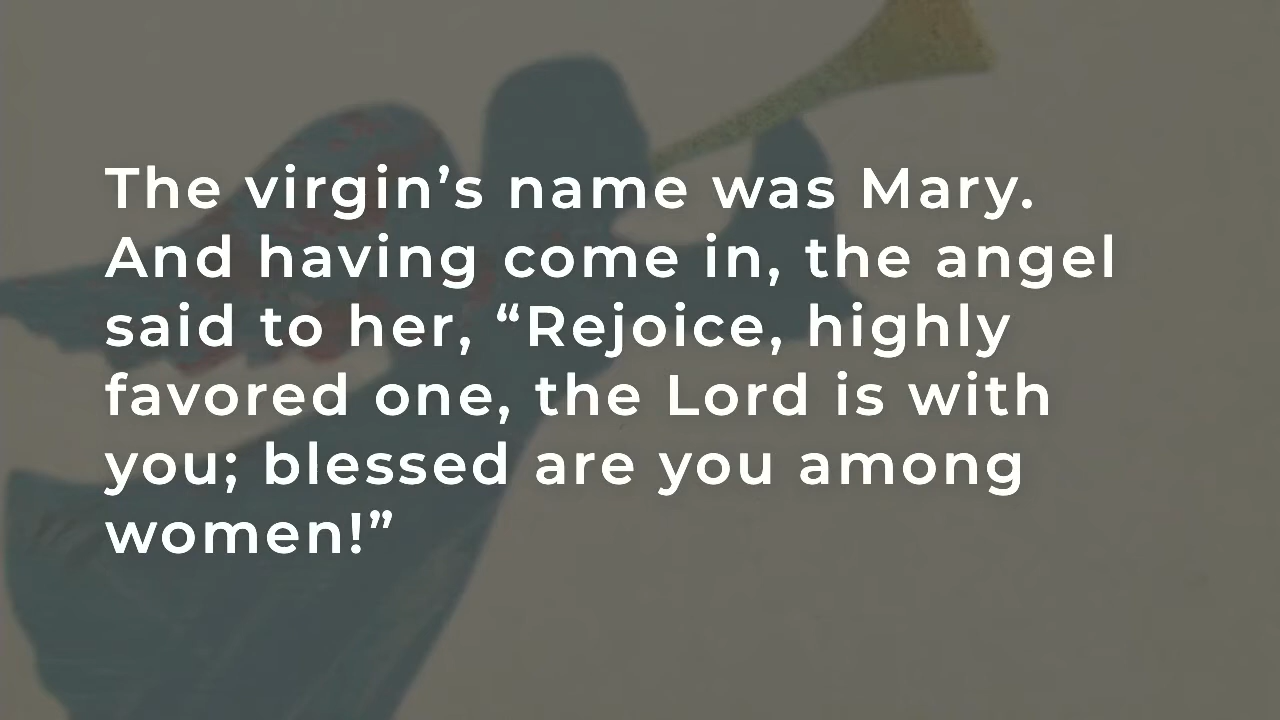 The virgin’s name was Mary.
And having come in, the angel
said to her, “Rejoice, highly
favored one, the Lord is with
you; blessed are you among
women!”